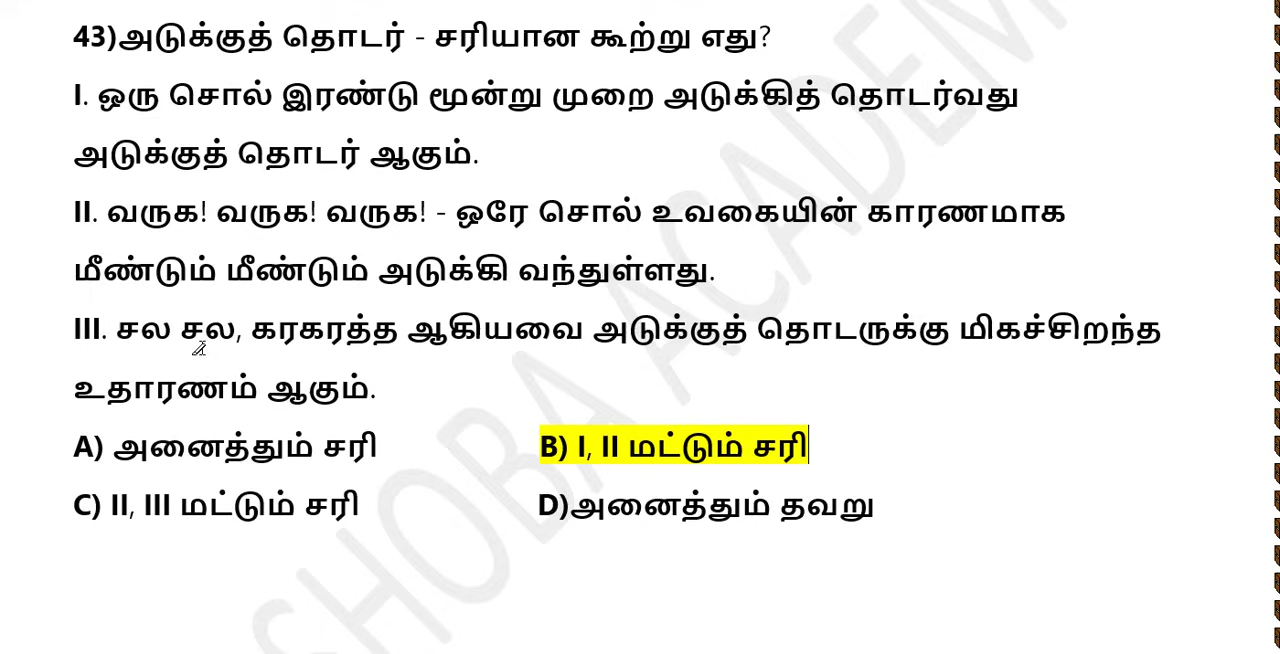 43)அடுக்குத் தொடர் - சரியான கூற்று எது?
I. ஒரு சொல் இரண்டு மூன்று முறை அடுக்கித் தொடர்வது
அடுக்குத் தொடர் ஆகும்.
II. வருக! வருக! வருக! - ஒரே சொல் உவகையின் காரணமாக
மீண்டும் மீண்டும் அடுக்கி வந்துள்ளது.
III. சல சல, கரகரத்த ஆகியவை அடுக்குத் தொடருக்கு மிகச்சிறந்த
உதாரணம் ஆகும்.
A) அனைத்தும் சரி B) I, II மட்டும் சரி
C) II, III மட்டும் சரி D)அனைத்தும் தவறு
SHOBA ACADEM